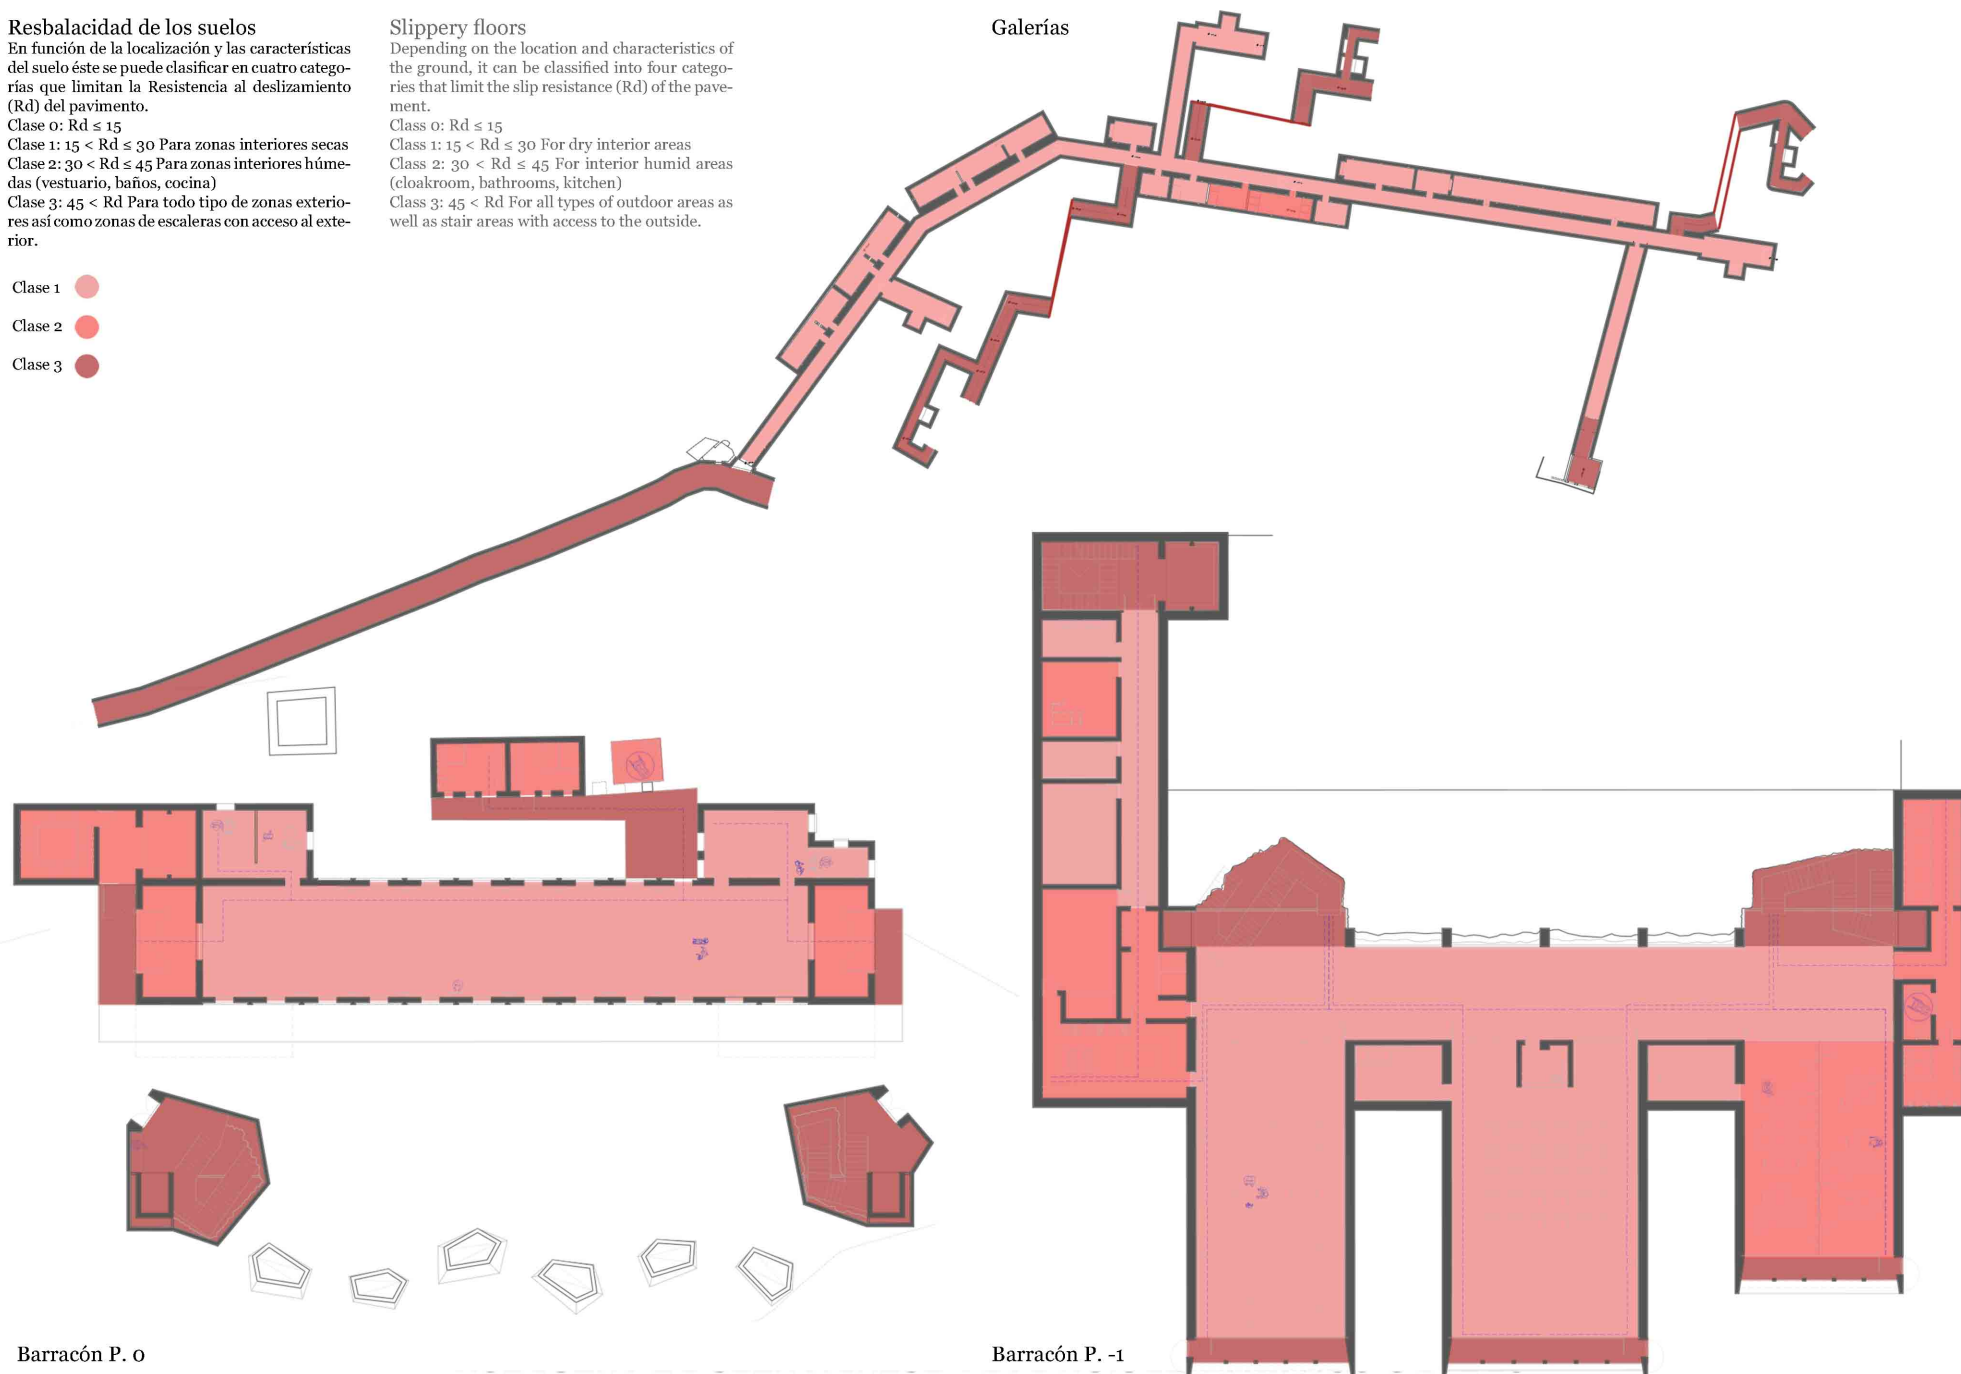 Resbalacidad de los suelos
En función de la localización y las características
del suelo éste se puede clasificar en cuatro catego-
rías que limitan la Resistencia al deslizamiento
(Rd) del pavimento.
Clase 0: Rd ≤ 15
Clase 1: 15 < Rd ≤ 30 Para zonas interiores secas
Clase 2: 30 < Rd ≤ 45 Para zonas interiores húme-
das (vestuario, baños, cocina)
Clase 3: 45 < Rd Para todo tipo de zonas exterio-
res así como zonas de escaleras con acceso al exte-
rior.
Slippery floors
Depending on the location and characteristics of
the ground, it can be classified into four catego-
ries that limit the slip resistance (Rd) of the pave-
ment.
Class 0: Rd ≤ 15
Class 1: 15 < Rd ≤ 30 For dry interior areas
Class 2: 30 < Rd ≤ 45 For interior humid areas
(cloakroom, bathrooms, kitchen)
Class 3: 45 < Rd For all types of outdoor areas as
well as stair areas with access to the outside.
Galerías
Clase 1
Clase 2
Clase 3
Barracón P. 0
Barracón P. -1